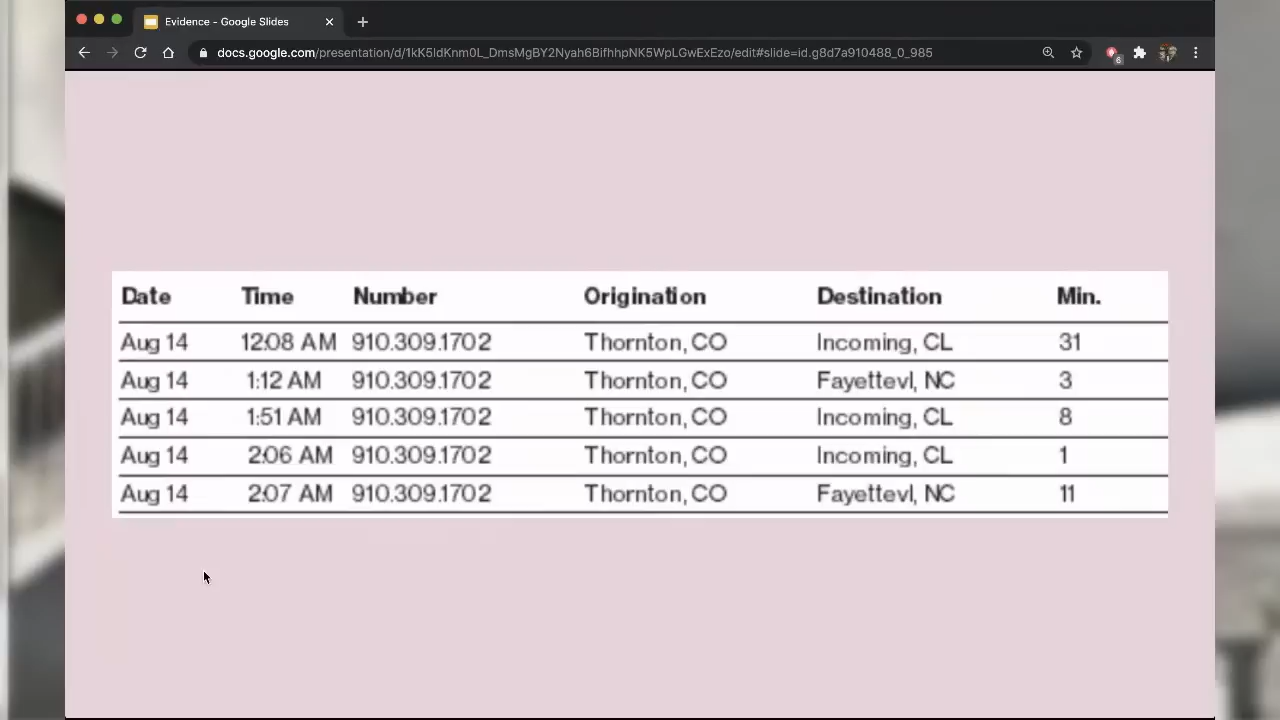 Evidence - Google Slides
docs.google.com/presentation/d/1kK5IdKnm0L_DmsMgBY2Nyah6BifhhpNK5WpLGwExEzo/edit#slide=id.g8d7a910488_0_985
6
Date Time Number Origination Destination Min.
Aug 14 12:08 AM 910.309.1702 Thornton, CO Incoming, CL 31
Aug 14 1:12 AM 910.309.1702 Thornton, CO Fayettevl, NC 3
Aug 14 1:51 AM 910.309.1702 Thornton, CO Incoming, CL 8
Aug 14 2:06 AM 910.309.1702 Thornton, CO Incoming, CL 1
Aug 14 2:07 AM 910.309.1702 Thornton, CO Fayettevl, NC 11